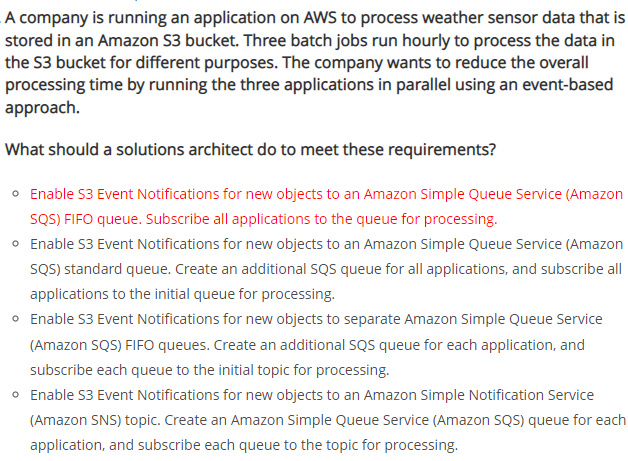 A company is running an application on AWS to process weather sensor data that is
stored in an Amazon S3 bucket. Three batch jobs run hourly to process the data in
the S3 bucket for different purposes. The company wants to reduce the overall
processing time by running the three applications in parallel using an event-based
approach.
What should a solutions architect do to meet these requirements?
Enable S3 Event Notifications for new objects to an Amazon Simple Queue Service (Amazon
SQS) FIFO queue. Subscribe all applications to the queue for processing.
Enable S3 Event Notifications for new objects to an Amazon Simple Queue Service (Amazon
SQS) standard queue. Create an additional SQS queue for all applications, and subscribe all
applications to the initial queue for processing.
Enable S3 Event Notifications for new objects to separate Amazon Simple Queue Service
(Amazon SQS) FIFO queues. Create an additional SQS queue for each application, and
subscribe each queue to the initial topic for processing.
Enable S3 Event Notifications for new objects to an Amazon Simple Notification Service
(Amazon SNS) topic. Create an Amazon Simple Queue Service (Amazon SQS) queue for each
application, and subscribe each queue to the topic for processing.